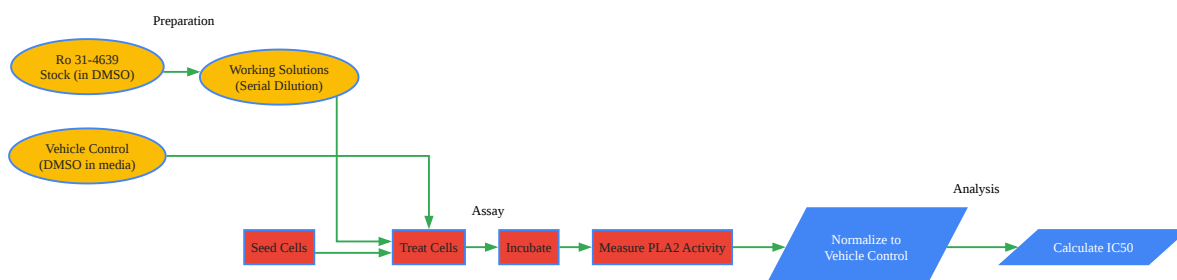 Preparation
Ro 31-4639
Stock (in DMSO)
Working Solutions
(Serial Dilution)
Vehicle Control
(DMSO in media)
Assay
Seed Cells
Treat Cells
Incubate
Measure PLA2 Activity
Analysis
Normalize to
Vehicle Control
Calculate IC50